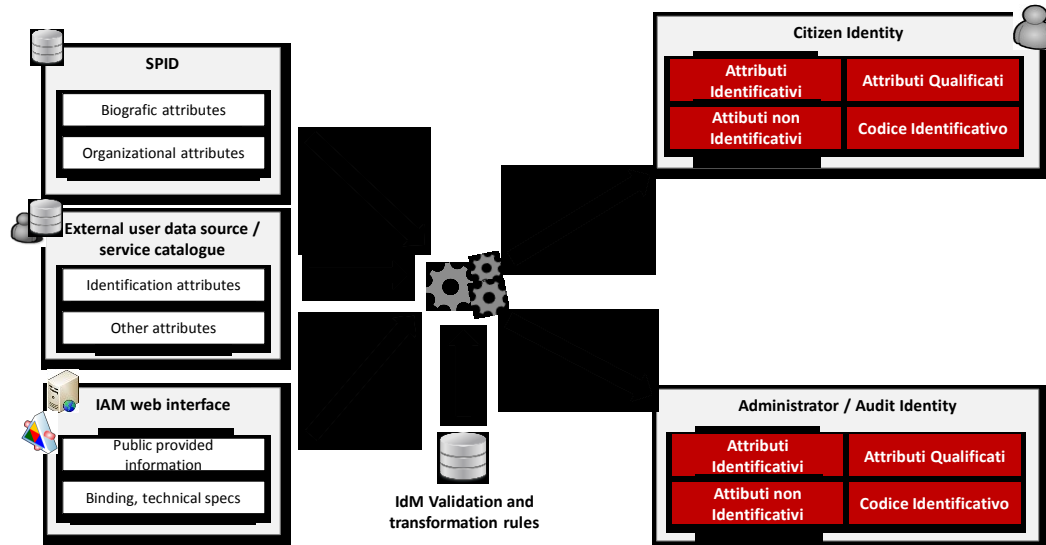 SPID
Biografic attributes
Organizational attributes
External user data source /
service catalogue
Identification attributes
Other attributes
IAM web interface
Public provided
information
Binding, technical specs
IdM Validation and
transformation rules
Citizen Identity
Attributi
Identificativi
Attributi Qualificati
Attibuti non
Identificativi
Codice Identificativo
Administrator / Audit Identity
Attributi
Identificativi
Attributi Qualificati
Attibuti non
Identificativi
Codice Identificativo